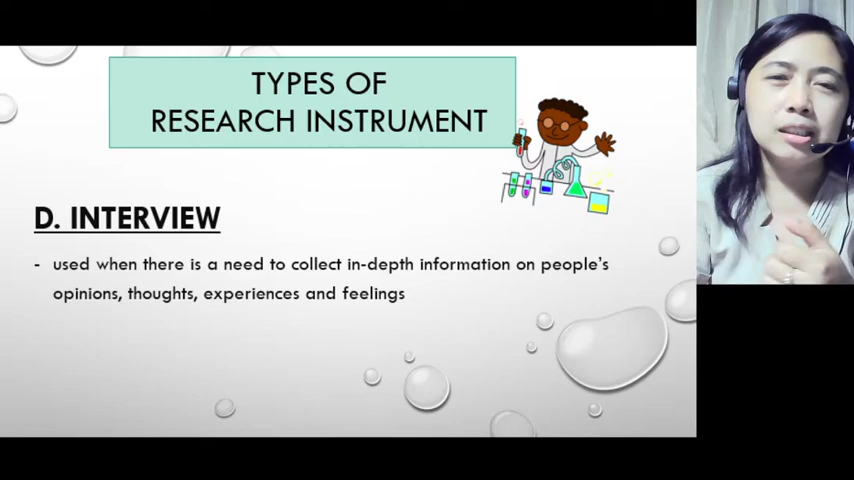 TYPES OF
RESEARCH INSTRUMENT
D. INTERVIEW
- used when there is a need to collect in-depth information on people's
opinions, thoughts, experiences and feelings